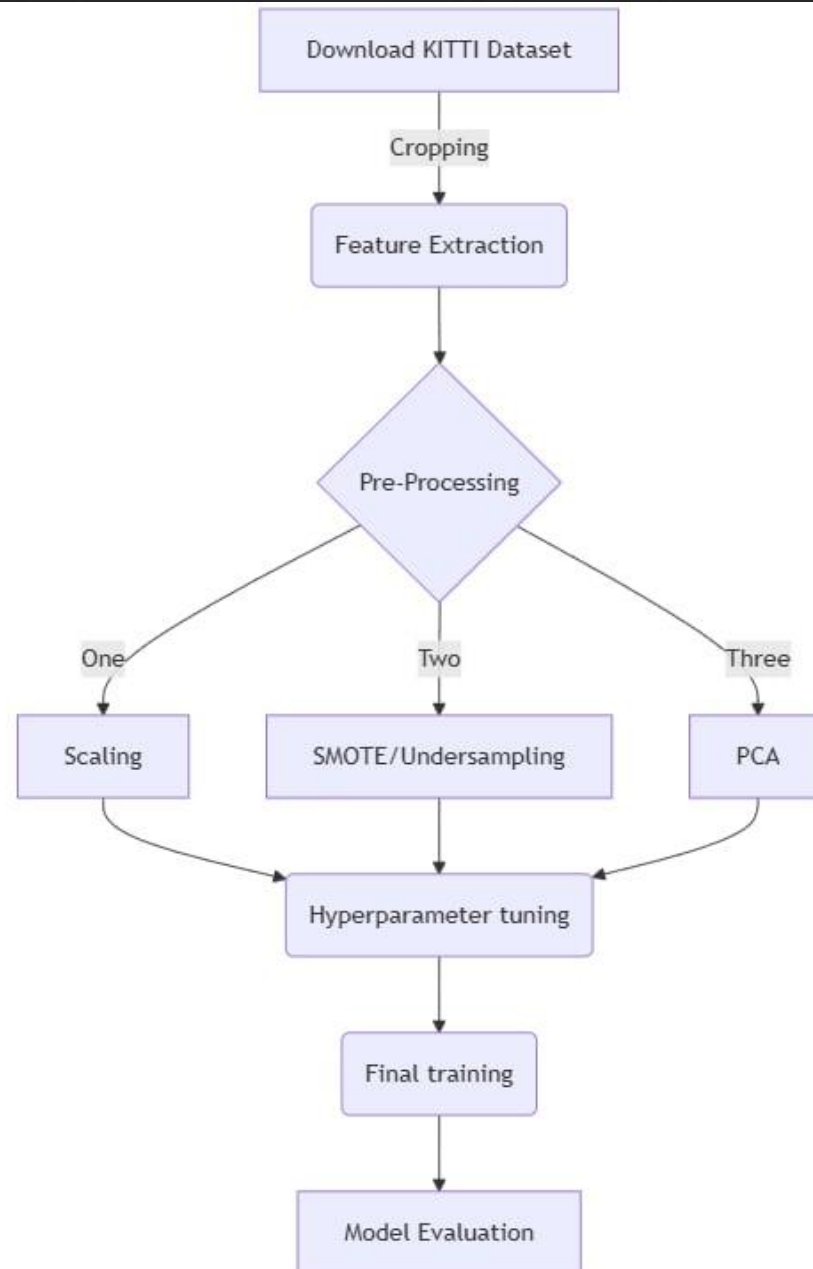 Download KITTI Dataset
Cropping
Feature Extraction
Pre-Processing
One
Two
Three
Scaling
SMOTE/Undersampling
PCA
Hyperparameter tuning
Final training
Model Evaluation